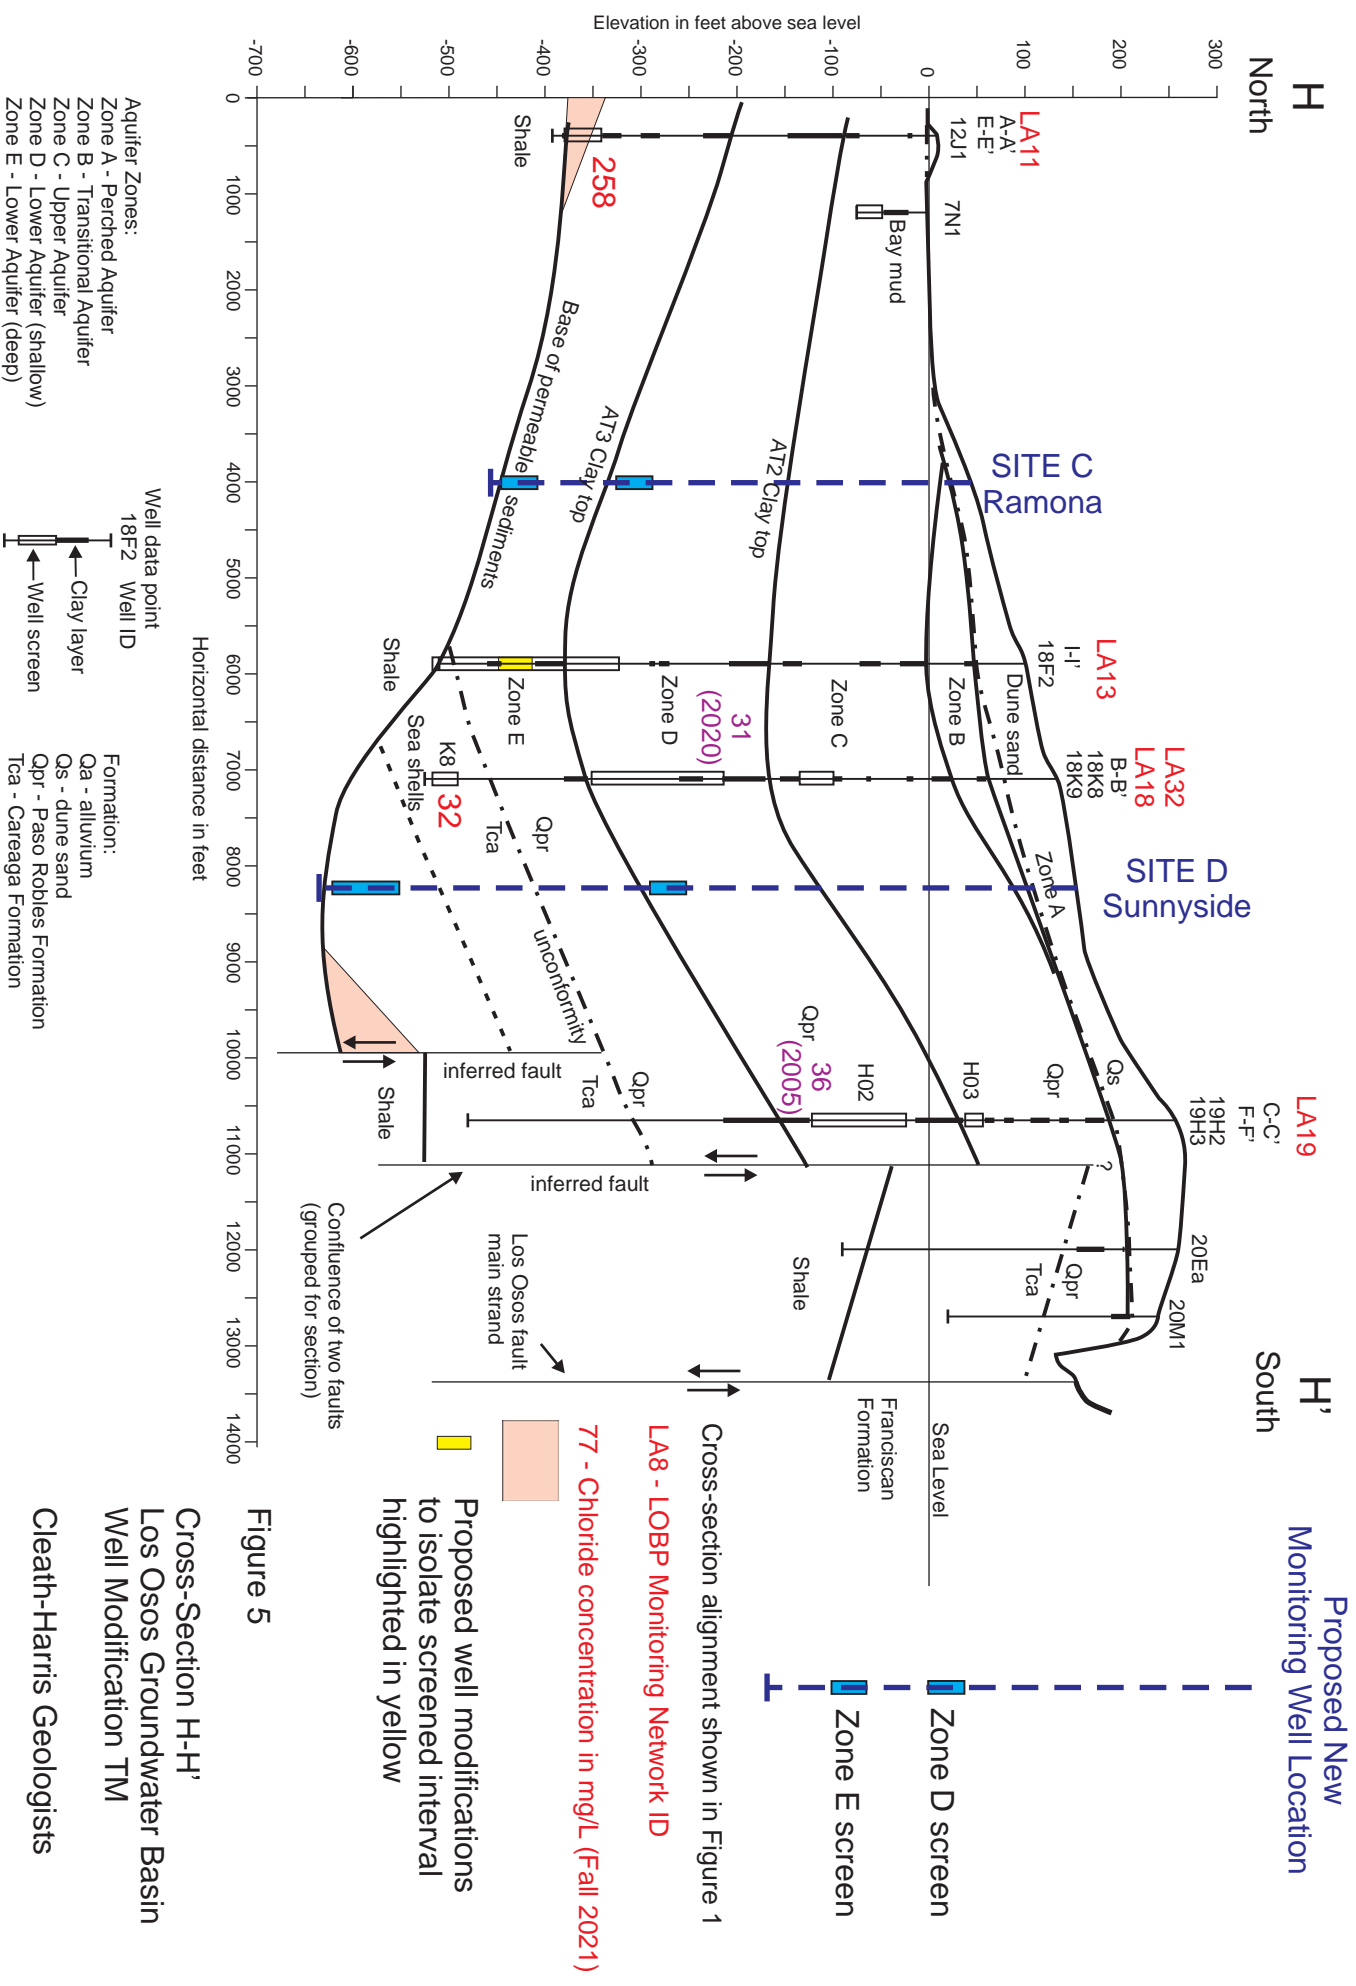 H
North
H'
South
Proposed New
Monitoring Well Location
Elevation in feet above sea level
300
200
100
0
-100
-200
-300
-400
-500
-600
-700
LA11
A-A'
E-E'
12J1
7N1
Bay mud
258
Shale
SITE C
Ramona
LA13
I-I'
18F2
LA32
LA18
B-B'
18K8
18K9
SITE D
Sunnyside
LA19
C-C'
F-F'
19H2
19H3
20Ea
20M1
Dune sand
Zone A
Zone B
Zone C
Zone D
Zone E
AT2 Clay top
AT3 Clay top
Base of permeable sediments
31
(2020)
K8
32
Sea shells
Shale
Qpr
Tca
unconformity
Qs
Qpr
H03
H02
Qpr
36
(2005)
Qpr
Tca
inferred fault
Shale
?
inferred fault
Qpr
Tca
Shale
Confluence of two faults
(grouped for section)
Los Osos fault
main strand
Franciscan
Formation
Sea Level
0
1000
2000
3000
4000
5000
6000
7000
8000
9000
10000
11000
12000
13000
14000
Horizontal distance in feet
Zone D screen
Zone E screen
Cross-section alignment shown in Figure 1
LA8 - LOBP Monitoring Network ID
77 - Chloride concentration in mg/L (Fall 2021)
Proposed well modifications
to isolate screened interval
highlighted in yellow
Aquifer Zones:
Zone A - Perched Aquifer
Zone B - Transitional Aquifer
Zone C - Upper Aquifer
Zone D - Lower Aquifer (shallow)
Zone E - Lower Aquifer (deep)
Well data point
18F2 Well ID
Clay layer
Well screen
Formation:
Qa - alluvium
Qs - dune sand
Qpr - Paso Robles Formation
Tca - Careaga Formation
Figure 5
Cross-Section H-H'
Los Osos Groundwater Basin
Well Modification TM
Cleath-Harris Geologists